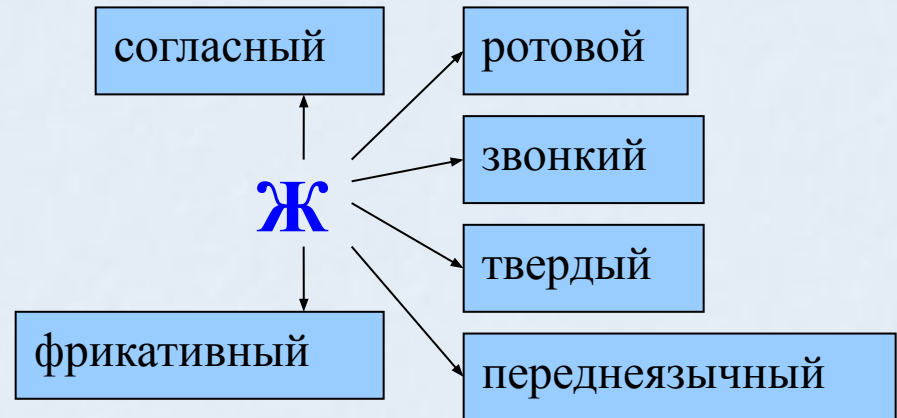 согласный
ротовой
звонкий
Ж
твердый
фрикативный
переднеязычный